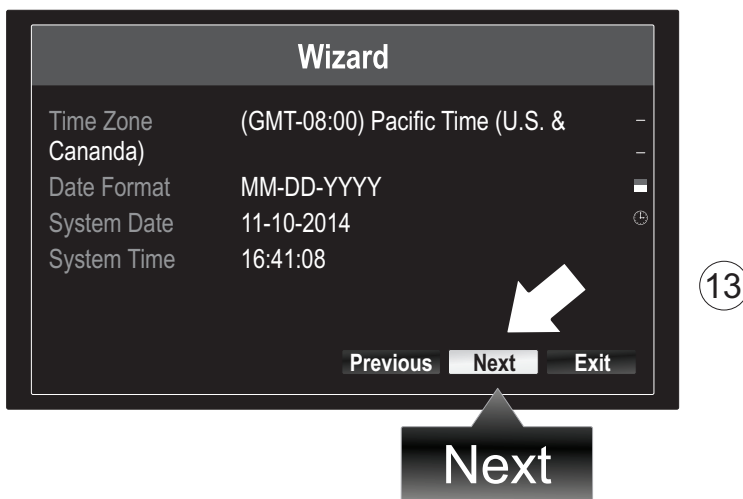 Wizard
Time Zone (GMT-08:00) Pacific Time (U.S. & –
Cananda) –
Date Format MM-DD-YYYY
System Date 11-10-2014
System Time 16:41:08
13
Previous Next Exit
Next